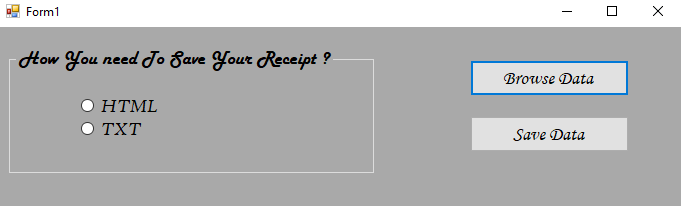 Form1
How You need To Save Your Receipt ?
HTML
TXT
Browse Data
Save Data